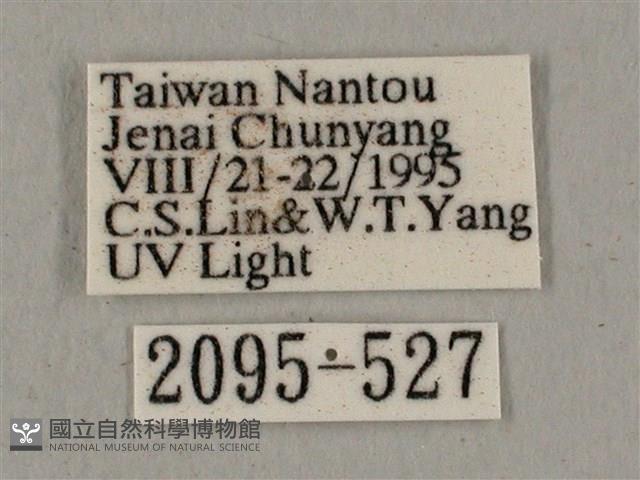 Taiwan Nantou
Jenai Chunyang
VIII/21-22/1995
C.S.Lin&W.T.Yang
UV Light
2095-527
國立自然科學博物館
NATIONAL MUSEUM OF NATURAL SCIENCE